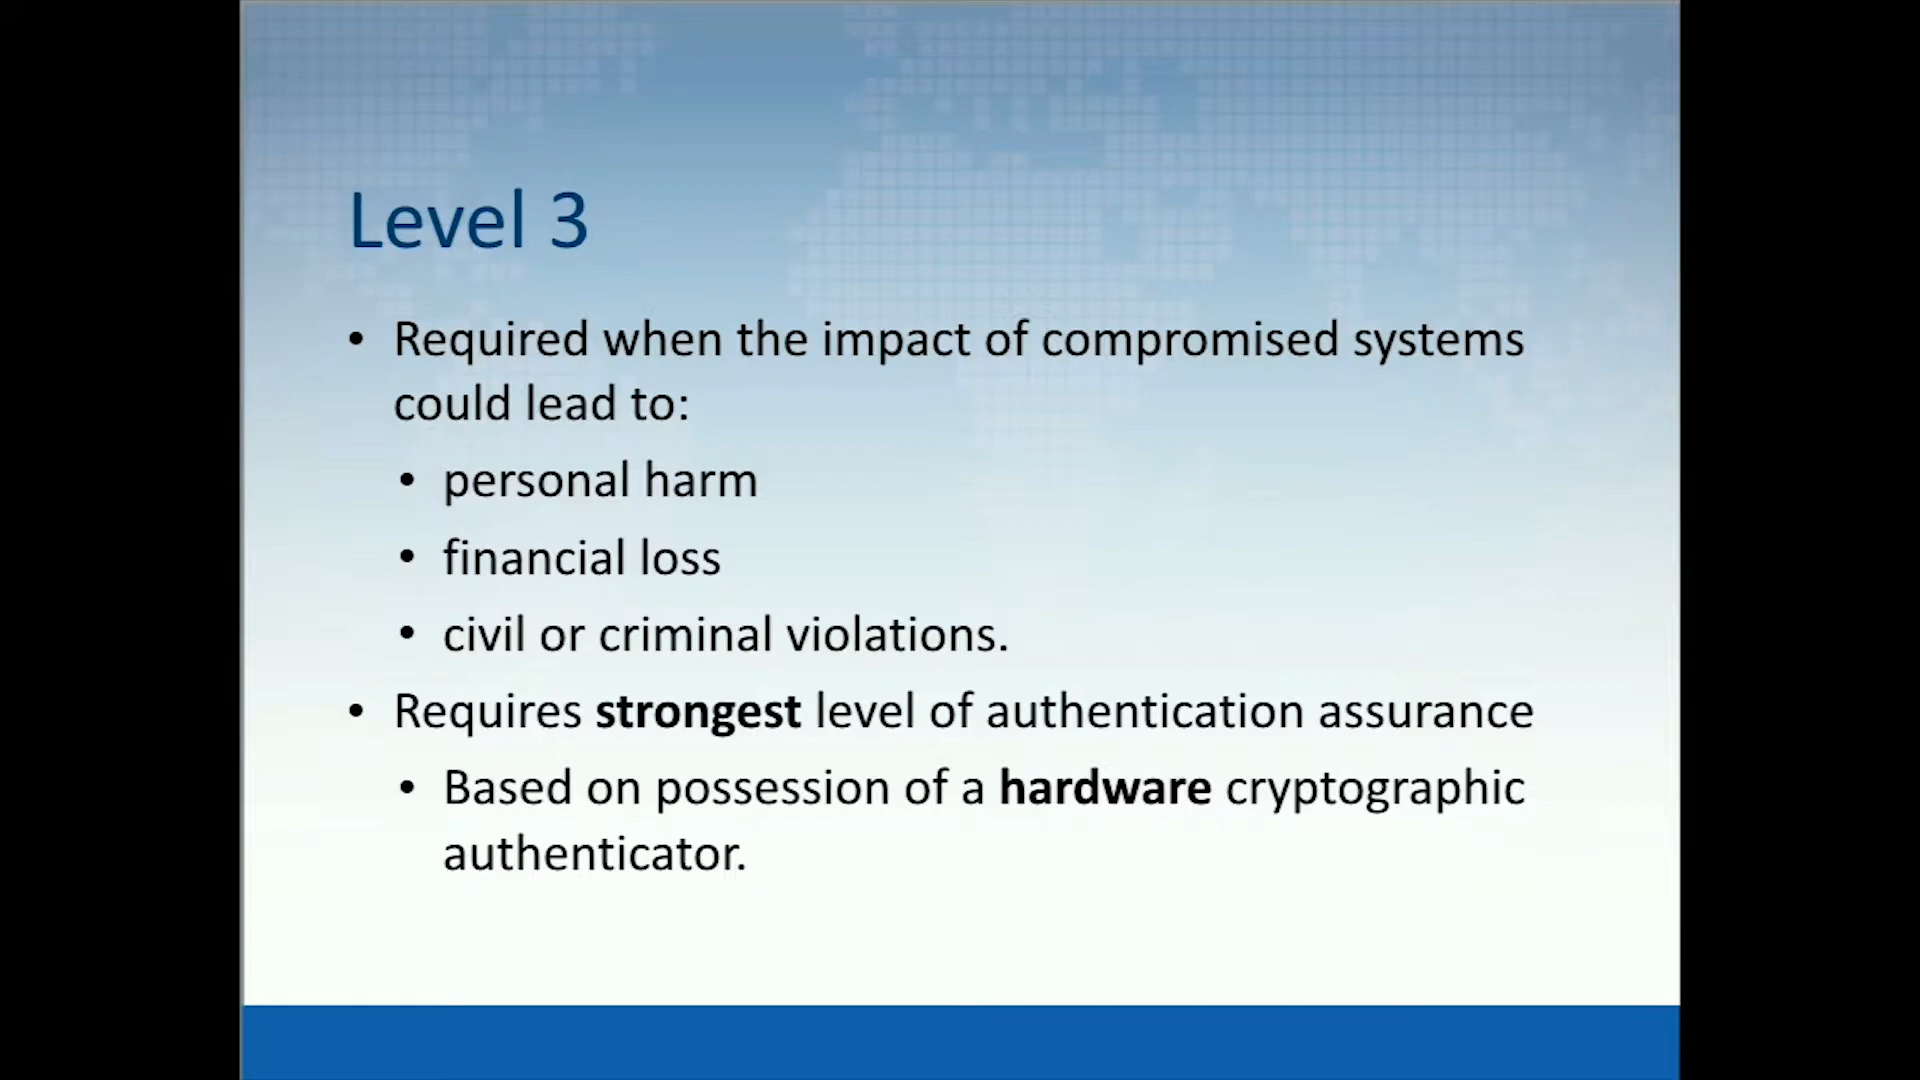 Level 3
• Required when the impact of compromised systems
could lead to:
• personal harm
• financial loss
• civil or criminal violations.
• Requires strongest level of authentication assurance
• Based on possession of a hardware cryptographic
authenticator.